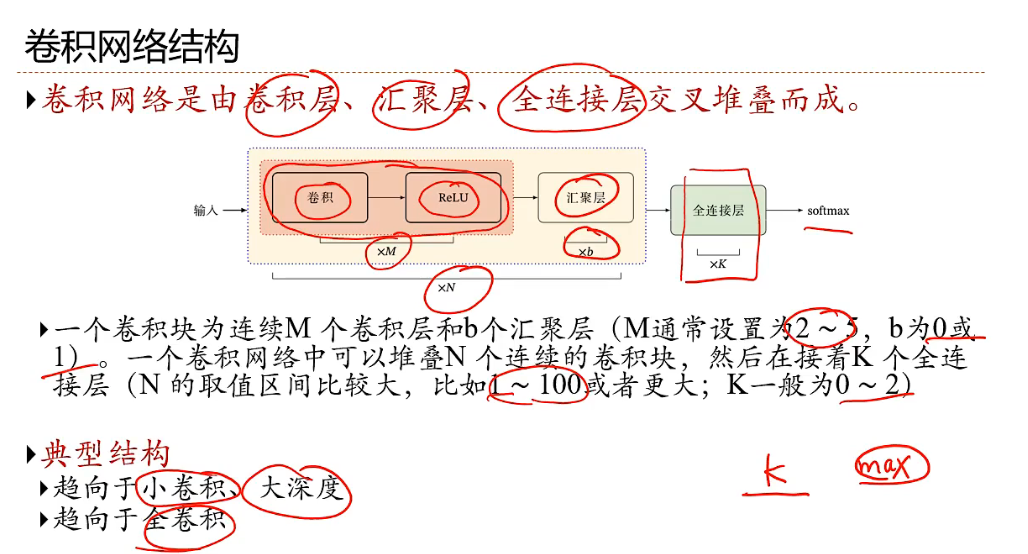 卷积网络结构
卷积网络是由卷积层、汇聚层、全连接层交叉堆叠而成。
输入 卷积 ReLU 汇聚层 全连接层 softmax
×M ×b ×K
×N
一个卷积块为连续M 个卷积层和b个汇聚层（M通常设置为2 ~ 5，b为0或
1）。一个卷积网络中可以堆叠N 个连续的卷积块，然后在接着K 个全连
接层（N 的取值区间比较大，比如1 ~ 100或者更大；K一般为0 ~ 2）
典型结构
趋向于小卷积、大深度
趋向于全卷积
K max